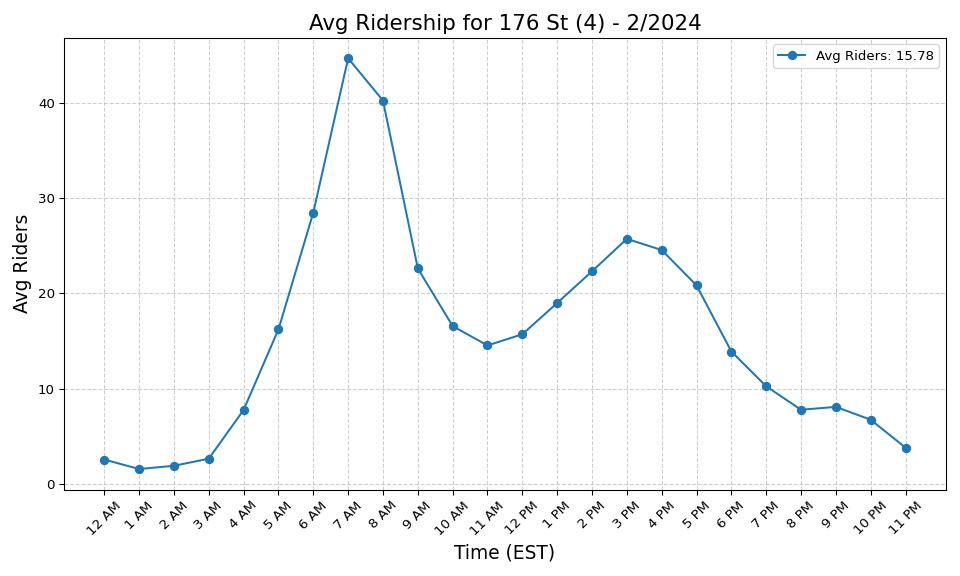 Avg Ridership for 176 St (4) - 2/2024
Avg Riders: 15.78
Avg Riders
40
30
20
10
0
12 AM
1 AM
2 AM
3 AM
4 AM
5 AM
6 AM
7 AM
8 AM
9 AM
10 AM
11 AM
12 PM
1 PM
2 PM
3 PM
4 PM
5 PM
6 PM
7 PM
8 PM
9 PM
10 PM
11 PM
Time (EST)